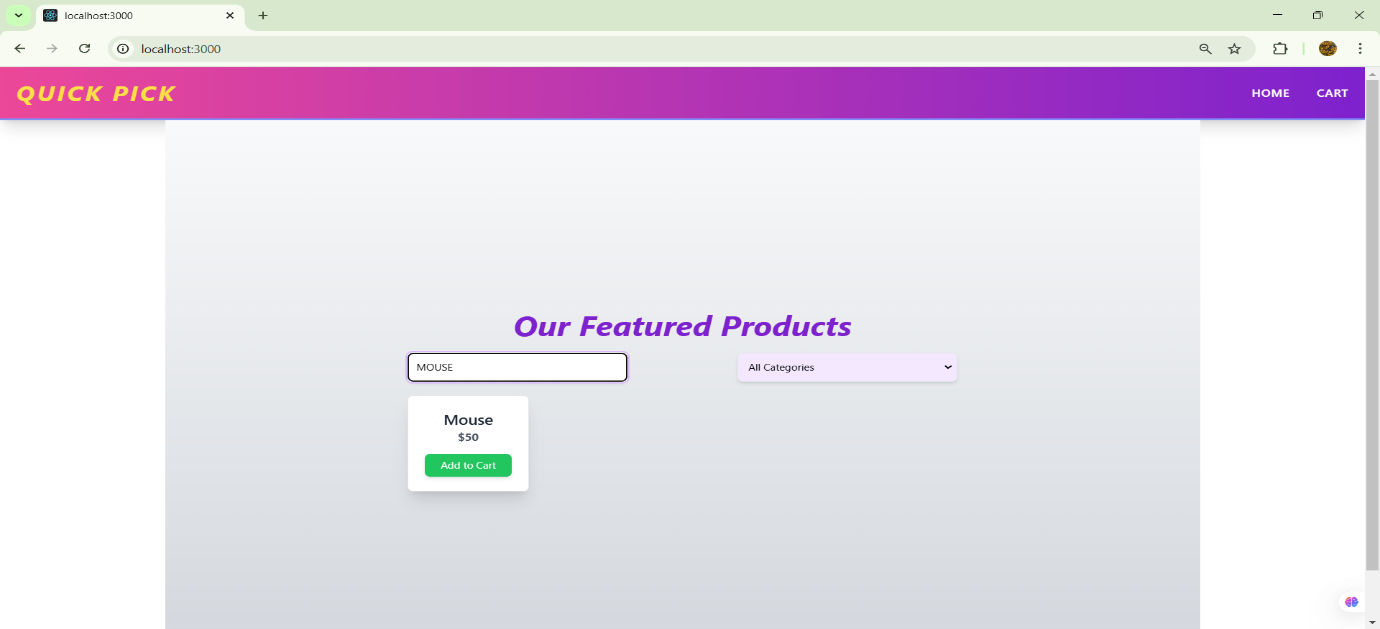 localhost:3000
localhost:3000
QUICK PICK
HOME CART
Our Featured Products
MOUSE
All Categories
Mouse
$50
Add to Cart